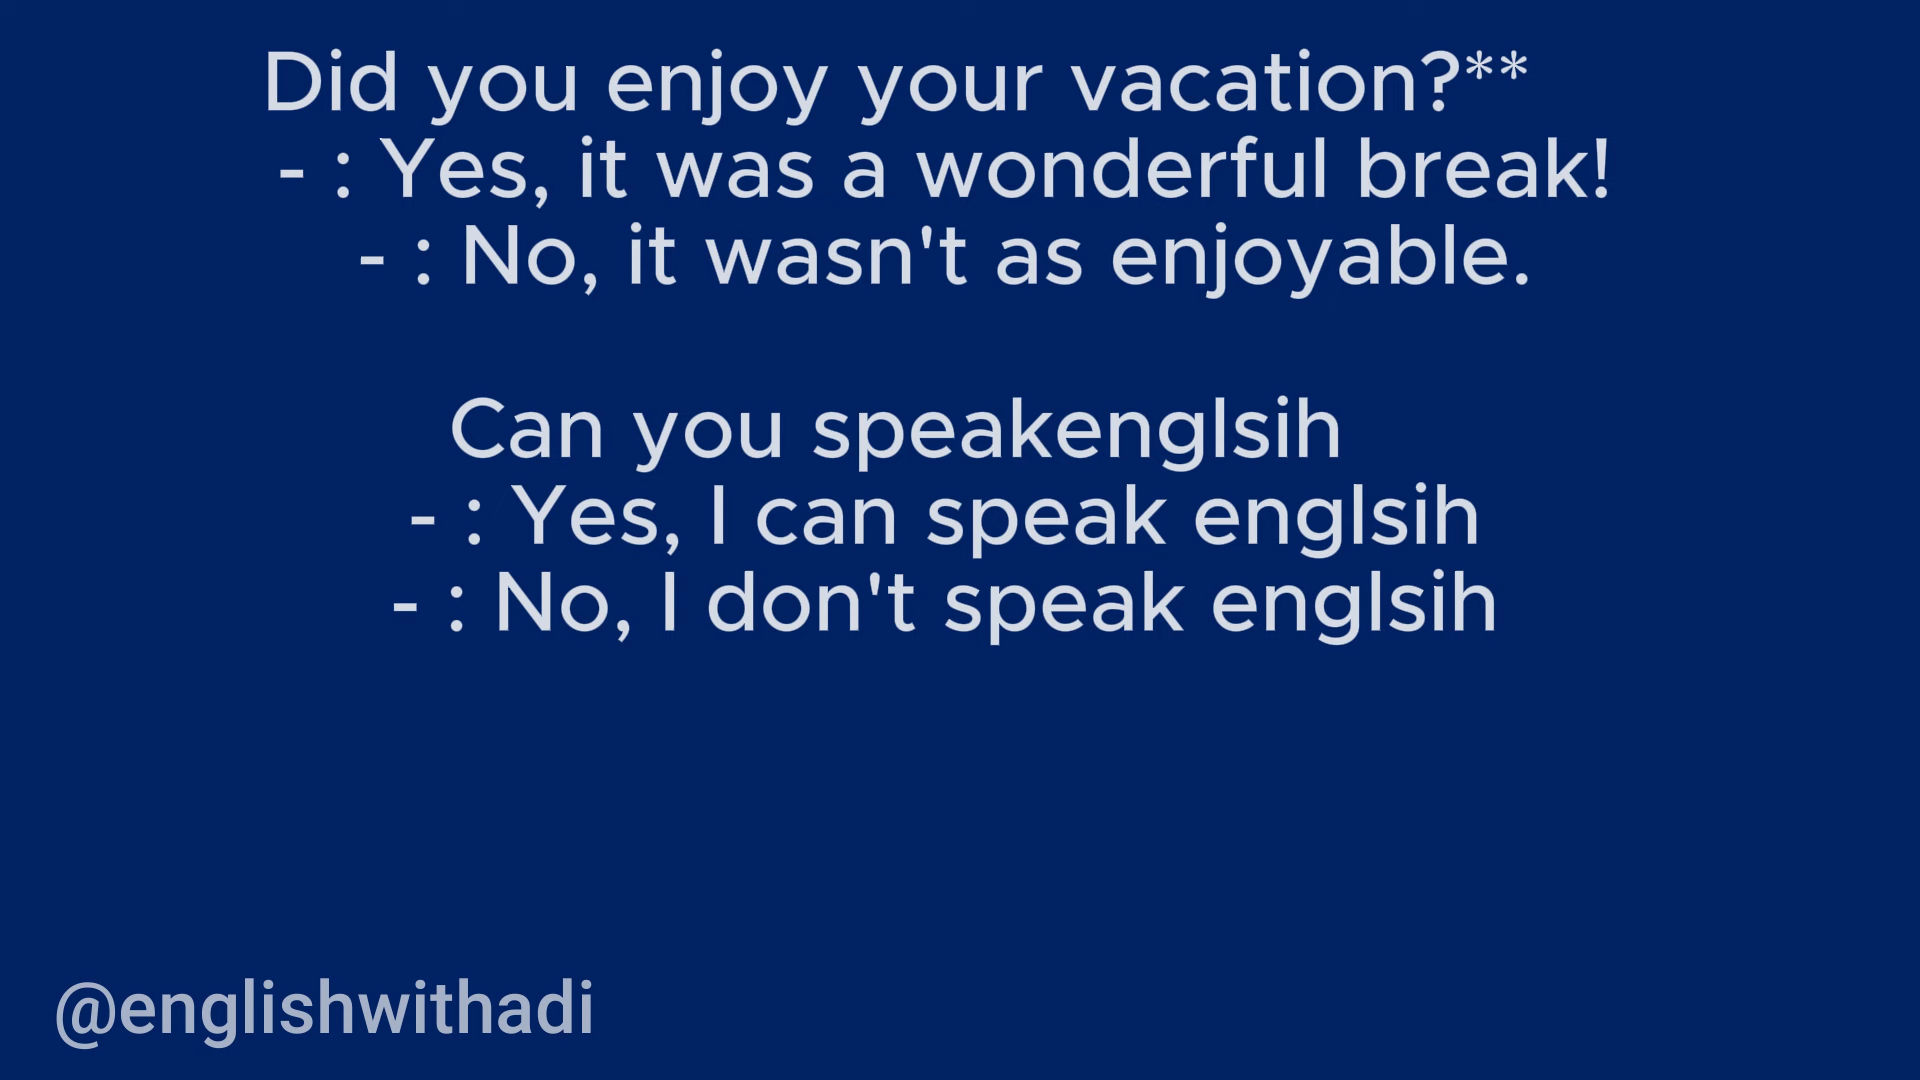 Did you enjoy your vacation?**
- : Yes, it was a wonderful break!
- : No, it wasn't as enjoyable.
Can you speakenglsih
- : Yes, I can speak englsih
- : No, I don't speak englsih
@englishwithadi